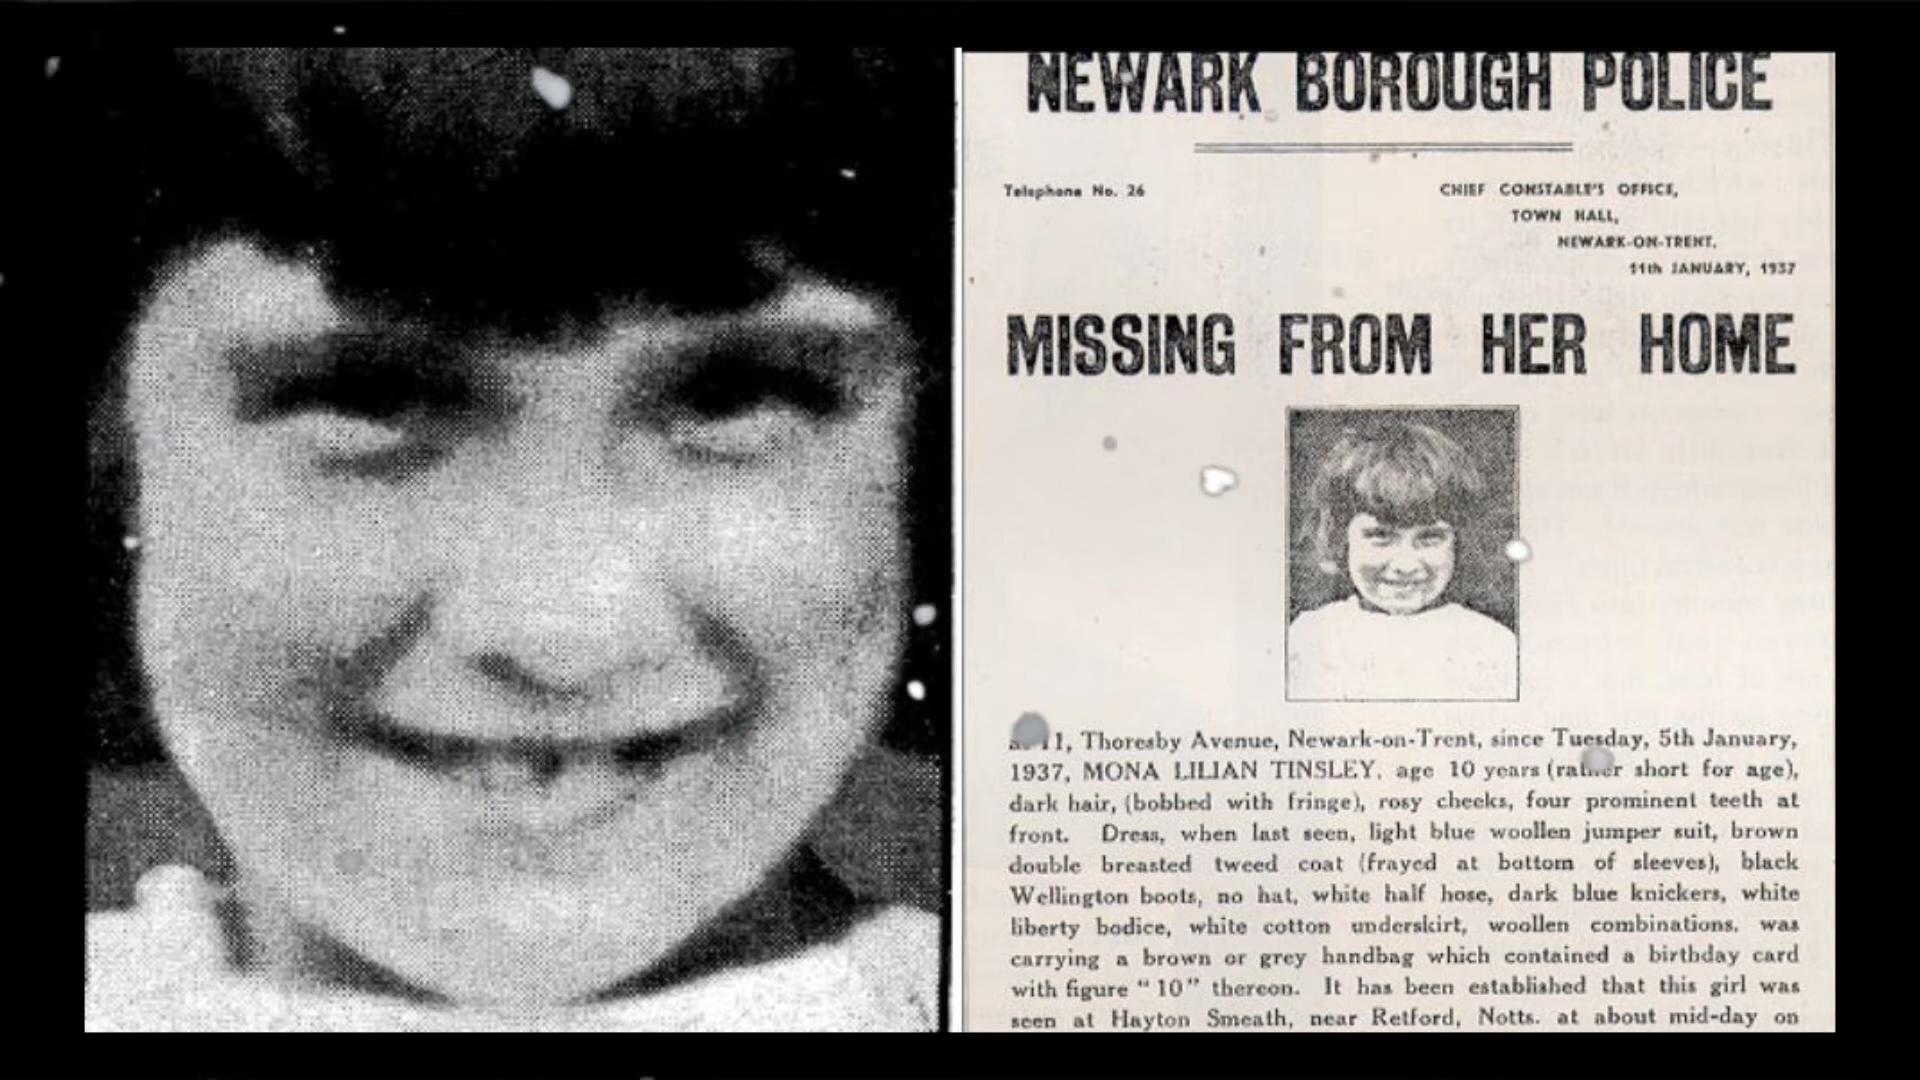 NEWARK BOROUGH POLICE
Telephone No. 26
CHIEF CONSTABLE'S OFFICE,
TOWN HALL,
NEWARK-ON-TRENT.
11th JANUARY, 1937
MISSING FROM HER HOME
11, Thoresby Avenue, Newark-on-Trent, since Tuesday, 5th January,
1937, MONA LILIAN TINSLEY, age 10 years (rather short for age),
dark hair, (bobbed with fringe), rosy cheeks, four prominent teeth at
front. Dress, when last seen, light blue woollen jumper suit, brown
double breasted tweed coat (frayed at bottom of sleeves), black
Wellington boots, no hat, white half hose, dark blue knickers, white
liberty bodice, white cotton underskirt, woollen combinations, was
carrying a brown or grey handbag which contained a birthday card
with figure "10" thereon. It has been established that this girl was
seen at Hayton Smeath, near Retford, Notts. at about mid-day on